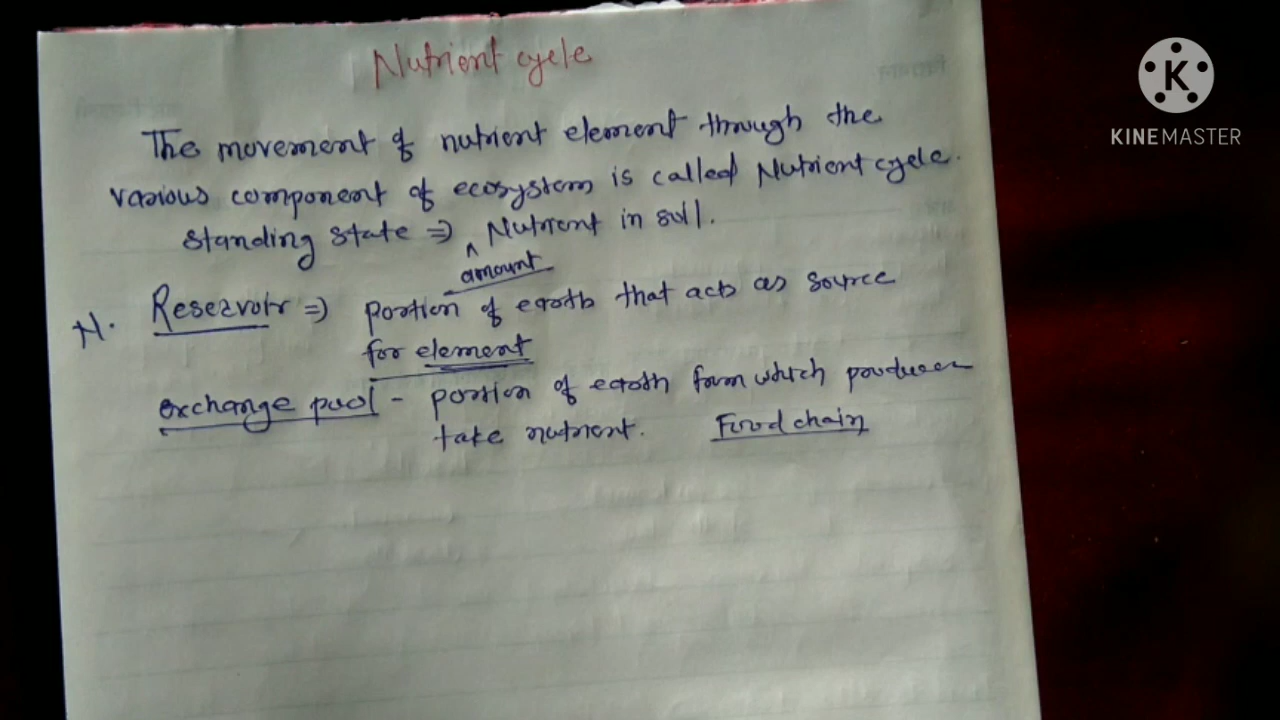 Nutrient cycle
The movement of nutrient element through the
various component of ecosystem is called Nutrient cycle.
standing state => ^ Nutrient in soil.
amount
N. Reservoir => portion of earth that acts as source
for element
exchange pool - portion of earth from which producer
take nutrient. Food chain
K
KINEMASTER